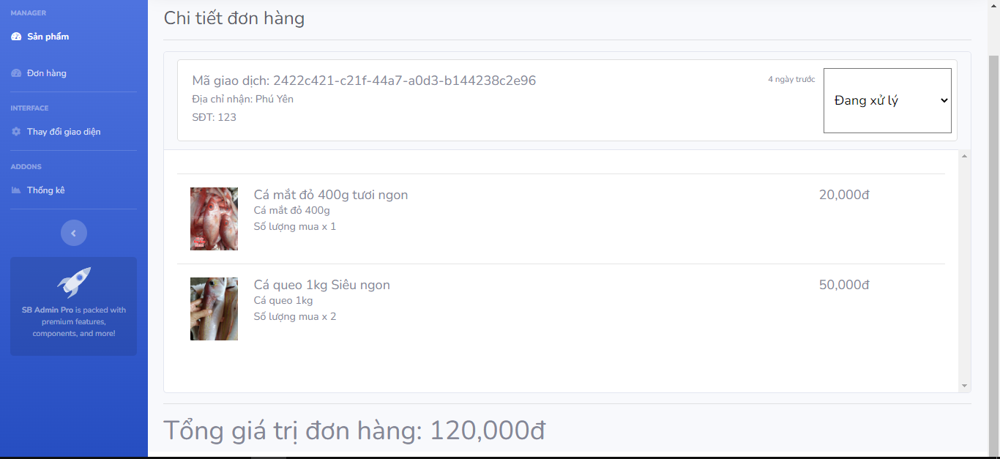 MANAGER
Sản phẩm
Đơn hàng
INTERFACE
Thay đổi giao diện
ADDONS
Thống kê
SB Admin Pro is packed with
premium features,
components, and more!
Chi tiết đơn hàng
Mã giao dịch: 2422c421-c21f-44a7-a0d3-b144238c2e96
4 ngày trước
Đang xử lý
Địa chỉ nhận: Phú Yên
SĐT: 123
Cá mắt đỏ 400g tươi ngon
20,000đ
Cá mắt đỏ 400g
Số lượng mua x 1
Cá queo 1kg Siêu ngon
50,000đ
Cá queo 1kg
Số lượng mua x 2
Tổng giá trị đơn hàng: 120,000đ